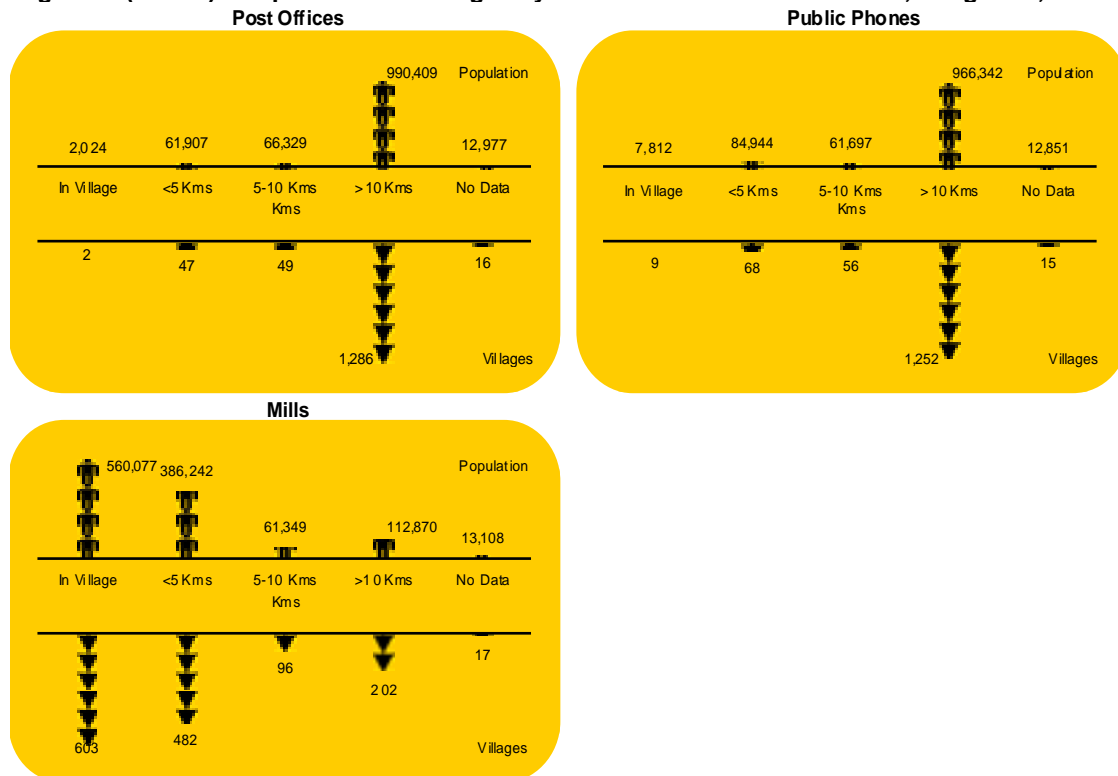 Post Offices
990,409 Population
2,024 61,907 66,329 12,977
In Village <5 Kms 5-10 Kms >10 Kms No Data
Kms
2 47 49 16
1,286 Villages
Public Phones
966,342 Population
7,812 84,944 61,697 12,851
In Village <5 Kms 5-10 Kms >10 Kms No Data
Kms
9 68 56 15
1,252 Villages
Mills
560,077 386,242 Population
61,349 112,870 13,108
In Village <5 Kms 5-10 Kms >10 Kms No Data
Kms
96 17
202
603 482 Villages